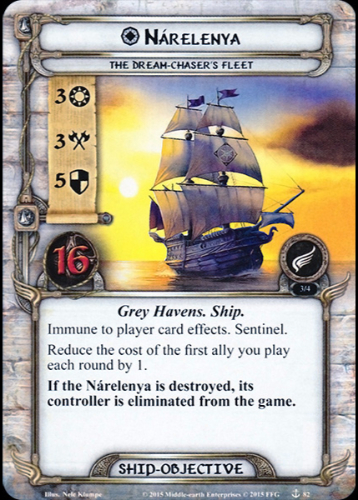 Nárelenya
The Dream-chaser's Fleet
3
3
5
16
3/4
Grey Havens. Ship.
Immune to player card effects. Sentinel.
Reduce the cost of the first ally you play
each round by 1.
If the Nárelenya is destroyed, its
controller is eliminated from the game.
Ship-Objective
Illus. Nele Klumpe © 2015 Middle-earth Enterprises © 2015 FFG 82